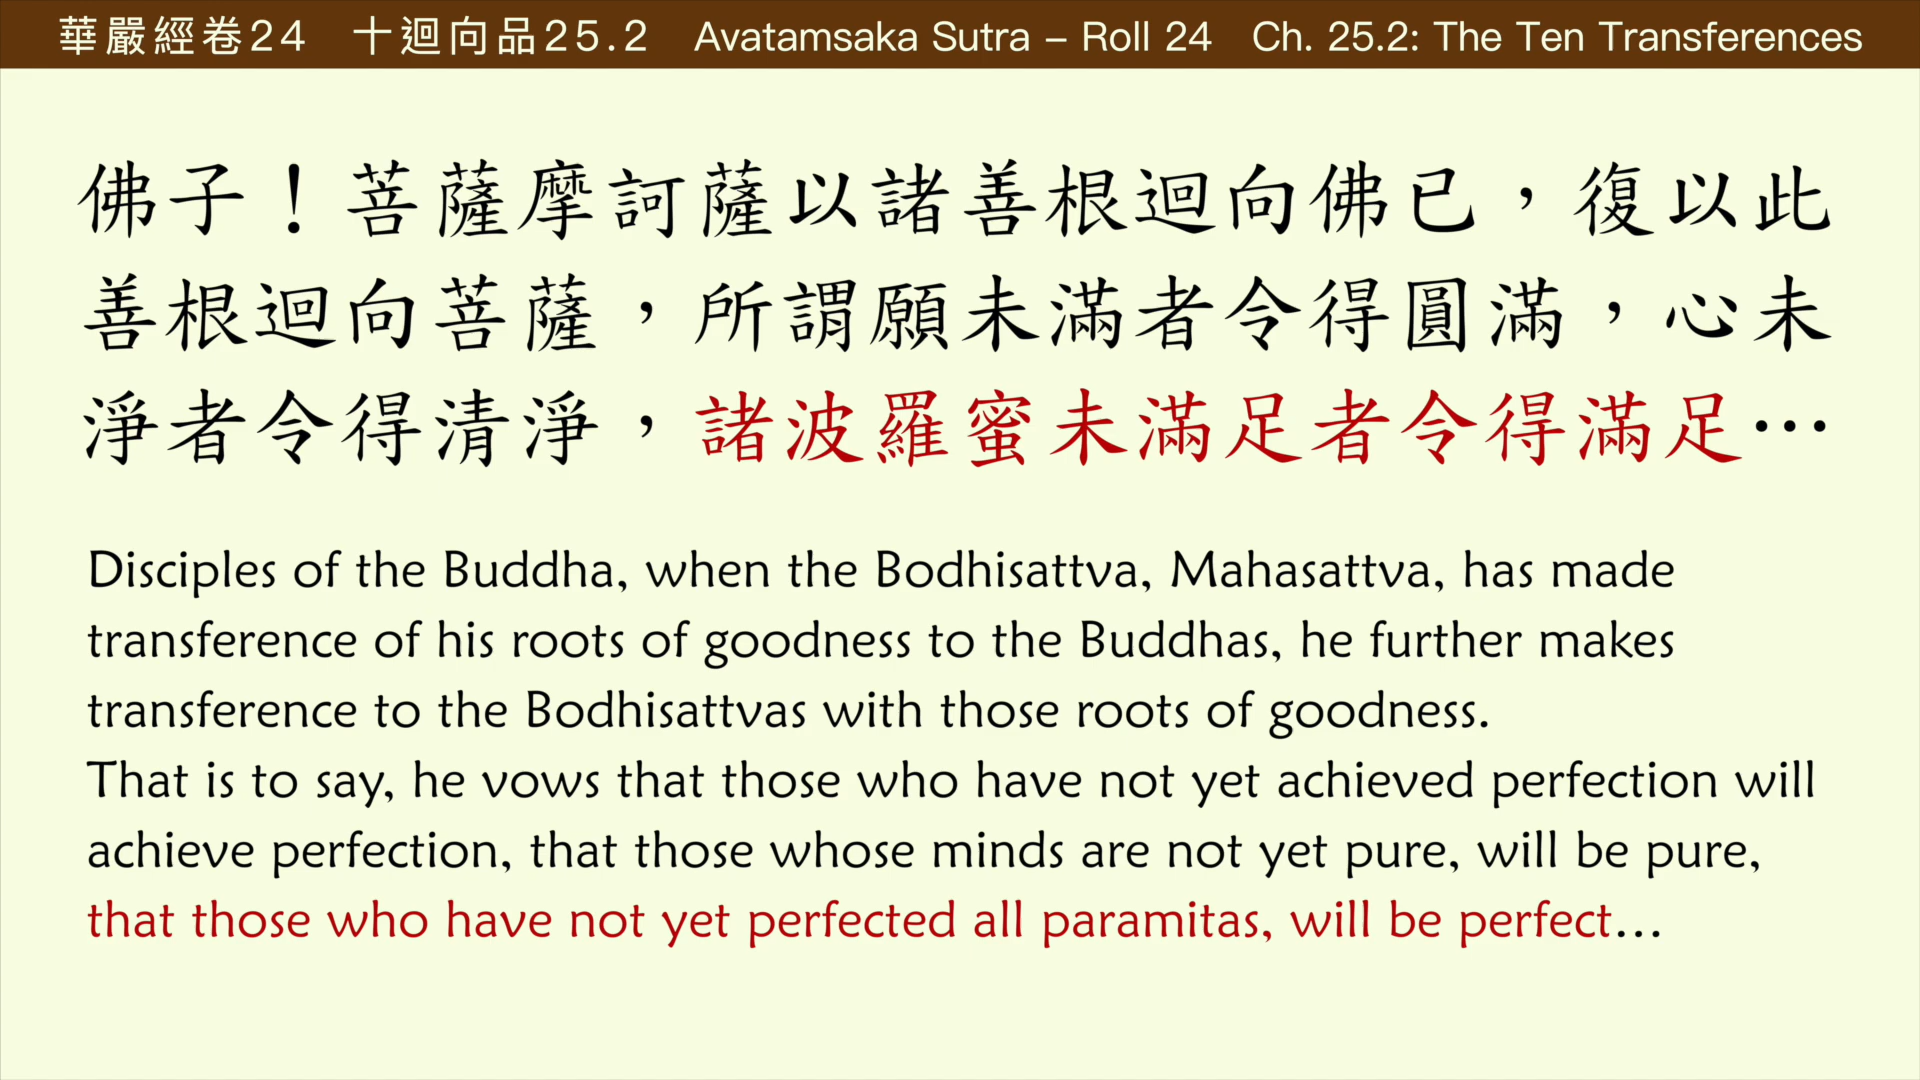 華嚴經卷24 十迴向品25.2 Avatamsaka Sutra – Roll 24 Ch. 25.2: The Ten Transferences
佛子！菩薩摩訶薩以諸善根迴向佛已，復以此
善根迴向菩薩，所謂願未滿者令得圓滿，心未
淨者令得清淨，諸波羅蜜未滿足者令得滿足…
Disciples of the Buddha, when the Bodhisattva, Mahasattva, has made
transference of his roots of goodness to the Buddhas, he further makes
transference to the Bodhisattvas with those roots of goodness.
That is to say, he vows that those who have not yet achieved perfection will
achieve perfection, that those whose minds are not yet pure, will be pure,
that those who have not yet perfected all paramitas, will be perfect…